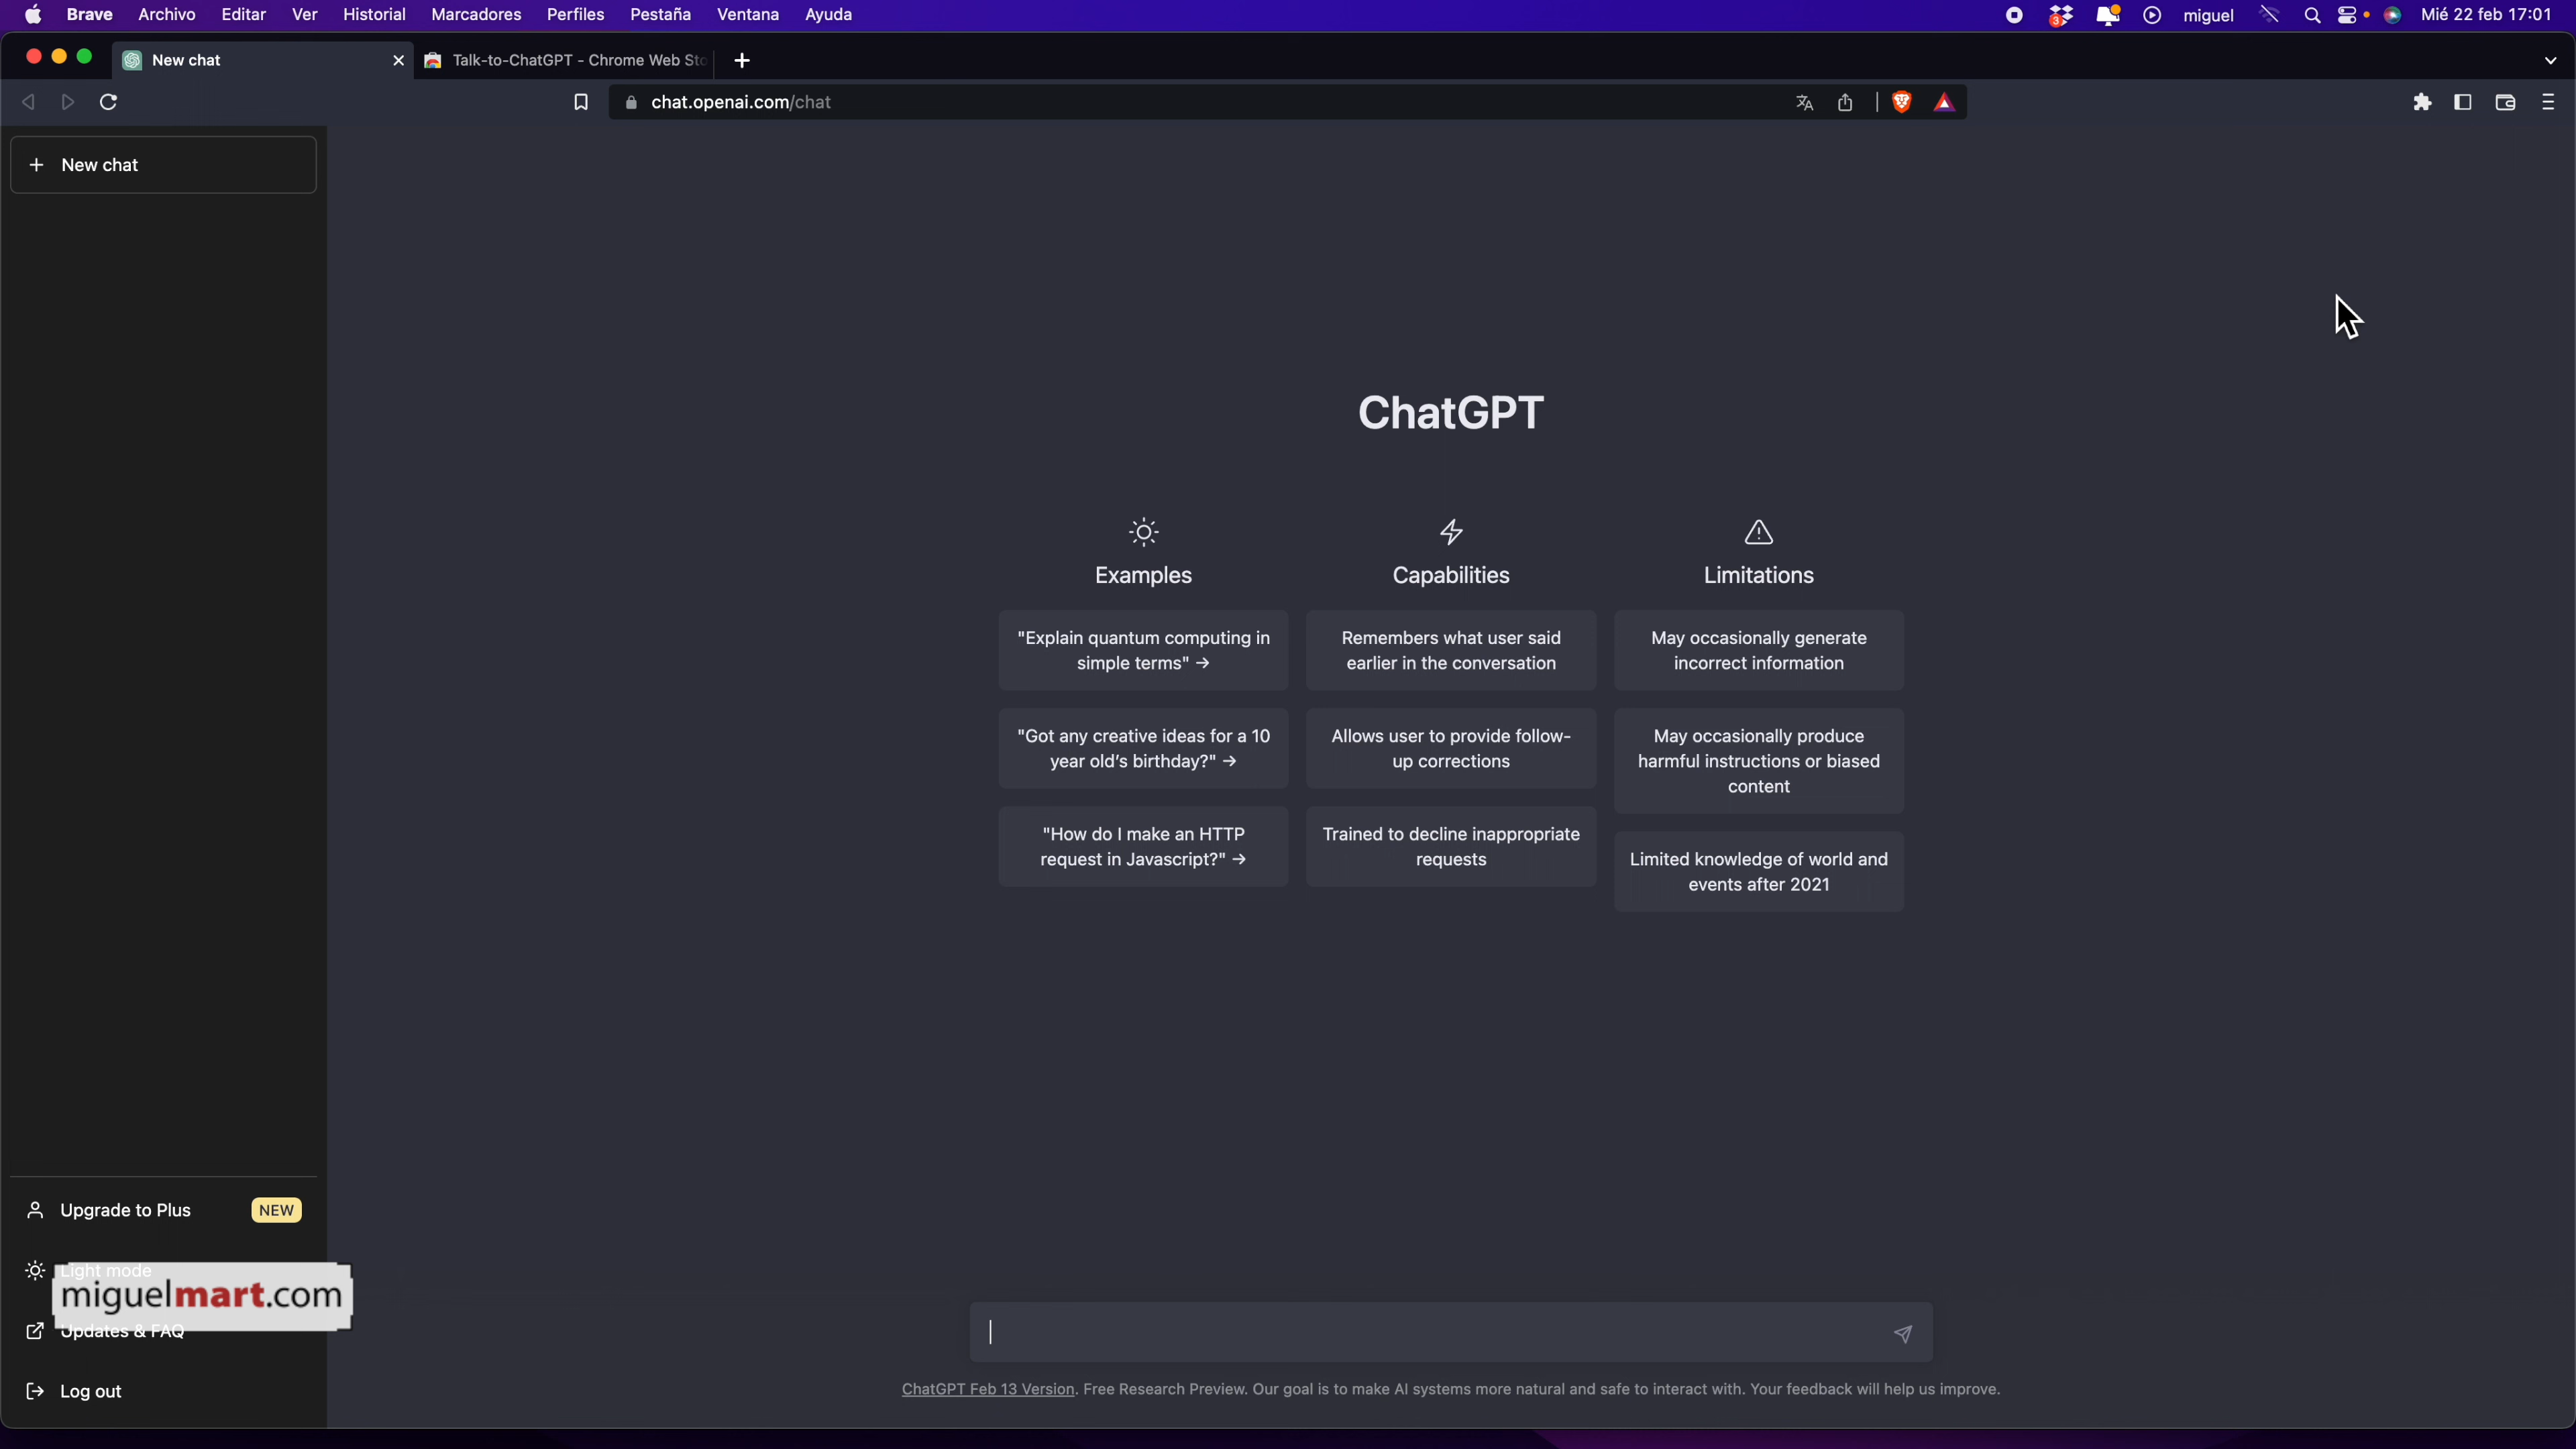 Brave Archivo Editar Ver Historial Marcadores Perfiles Pestaña Ventana Ayuda 3 miguel Mié 22 feb 17:01
New chat Talk-to-ChatGPT - Chrome Web Sto
chat.openai.com/chat
New chat
ChatGPT
Examples
"Explain quantum computing in
simple terms" →
"Got any creative ideas for a 10
year old's birthday?" →
"How do I make an HTTP
request in Javascript?" →
Capabilities
Remembers what user said
earlier in the conversation
Allows user to provide follow-
up corrections
Trained to decline inappropriate
requests
Limitations
May occasionally generate
incorrect information
May occasionally produce
harmful instructions or biased
content
Limited knowledge of world and
events after 2021
Upgrade to Plus NEW
Light mode
miguelmart.com
Updates & FAQ
Log out
ChatGPT Feb 13 Version. Free Research Preview. Our goal is to make AI systems more natural and safe to interact with. Your feedback will help us improve.